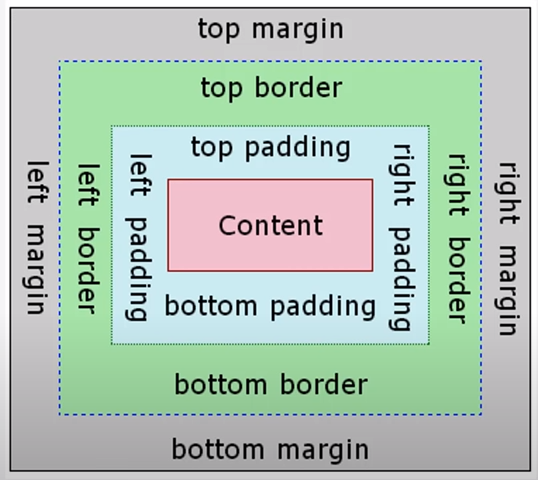 top margin
top border
top padding
left margin
left border
left padding
Content
right padding
right border
right margin
bottom padding
bottom border
bottom margin